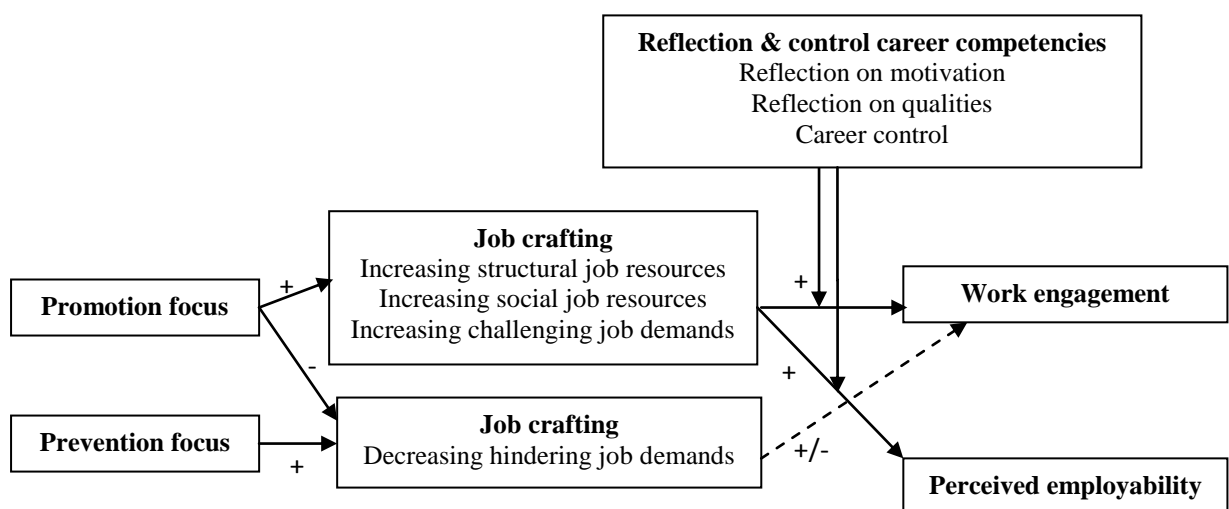 Reflection & control career competencies
Reflection on motivation
Reflection on qualities
Career control
Job crafting
Increasing structural job resources
Increasing social job resources
Increasing challenging job demands
+
Promotion focus
+
Work engagement
-
+
Prevention focus
+
Job crafting
Decreasing hindering job demands
+/-
Perceived employability